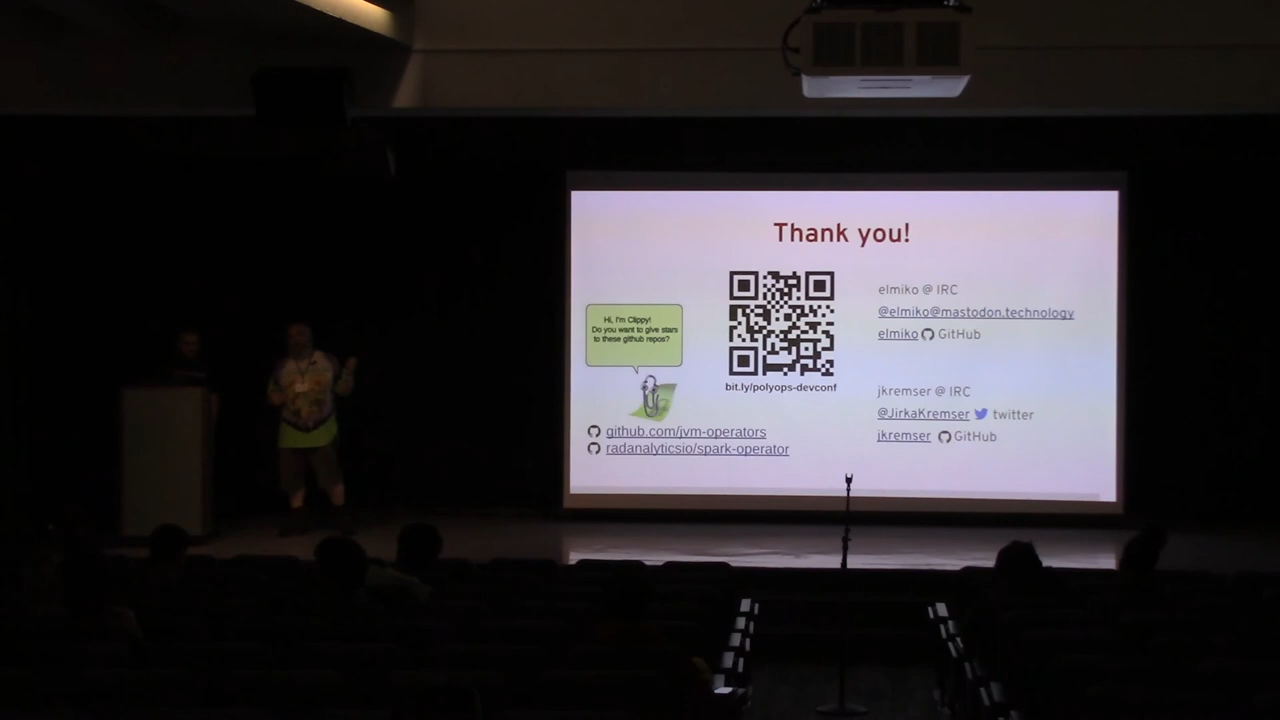 Thank you!
Hi, I'm Clippy!
Do you want to give stars
to these github repos?
bit.ly/polyops-devconf
github.com/jvm-operators
radanalyticsio/spark-operator
elmiko @ IRC
@elmiko@mastodon.technology
elmiko GitHub
jkremser @ IRC
@JirkaKremser twitter
jkremser GitHub